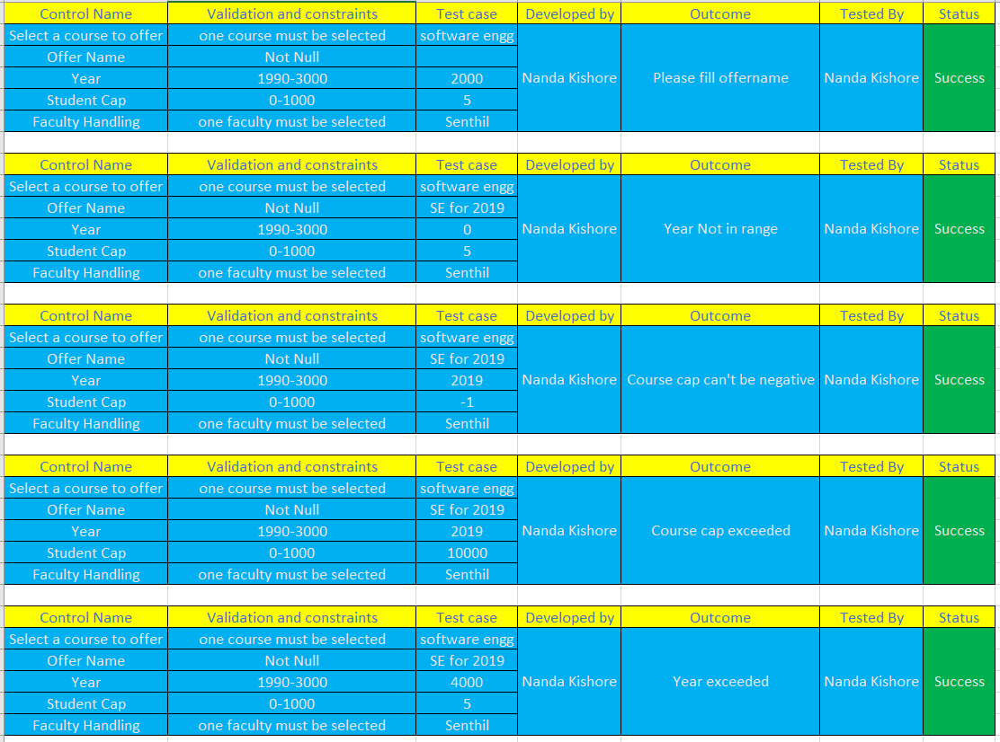 Control Name Validation and constraints Test case Developed by Outcome Tested By Status
Select a course to offer one course must be selected software engg
Offer Name Not Null
Year 1990-3000 2000 Nanda Kishore Please fill offername Nanda Kishore Success
Student Cap 0-1000 5
Faculty Handling one faculty must be selected Senthil
Control Name Validation and constraints Test case Developed by Outcome Tested By Status
Select a course to offer one course must be selected software engg
Offer Name Not Null SE for 2019
Year 1990-3000 0 Nanda Kishore Year Not in range Nanda Kishore Success
Student Cap 0-1000 5
Faculty Handling one faculty must be selected Senthil
Control Name Validation and constraints Test case Developed by Outcome Tested By Status
Select a course to offer one course must be selected software engg
Offer Name Not Null SE for 2019
Year 1990-3000 2019 Nanda Kishore Course cap can't be negative Nanda Kishore Success
Student Cap 0-1000 -1
Faculty Handling one faculty must be selected Senthil
Control Name Validation and constraints Test case Developed by Outcome Tested By Status
Select a course to offer one course must be selected software engg
Offer Name Not Null SE for 2019
Year 1990-3000 2019 Nanda Kishore Course cap exceeded Nanda Kishore Success
Student Cap 0-1000 10000
Faculty Handling one faculty must be selected Senthil
Control Name Validation and constraints Test case Developed by Outcome Tested By Status
Select a course to offer one course must be selected software engg
Offer Name Not Null SE for 2019
Year 1990-3000 4000 Nanda Kishore Year exceeded Nanda Kishore Success
Student Cap 0-1000 5
Faculty Handling one faculty must be selected Senthil